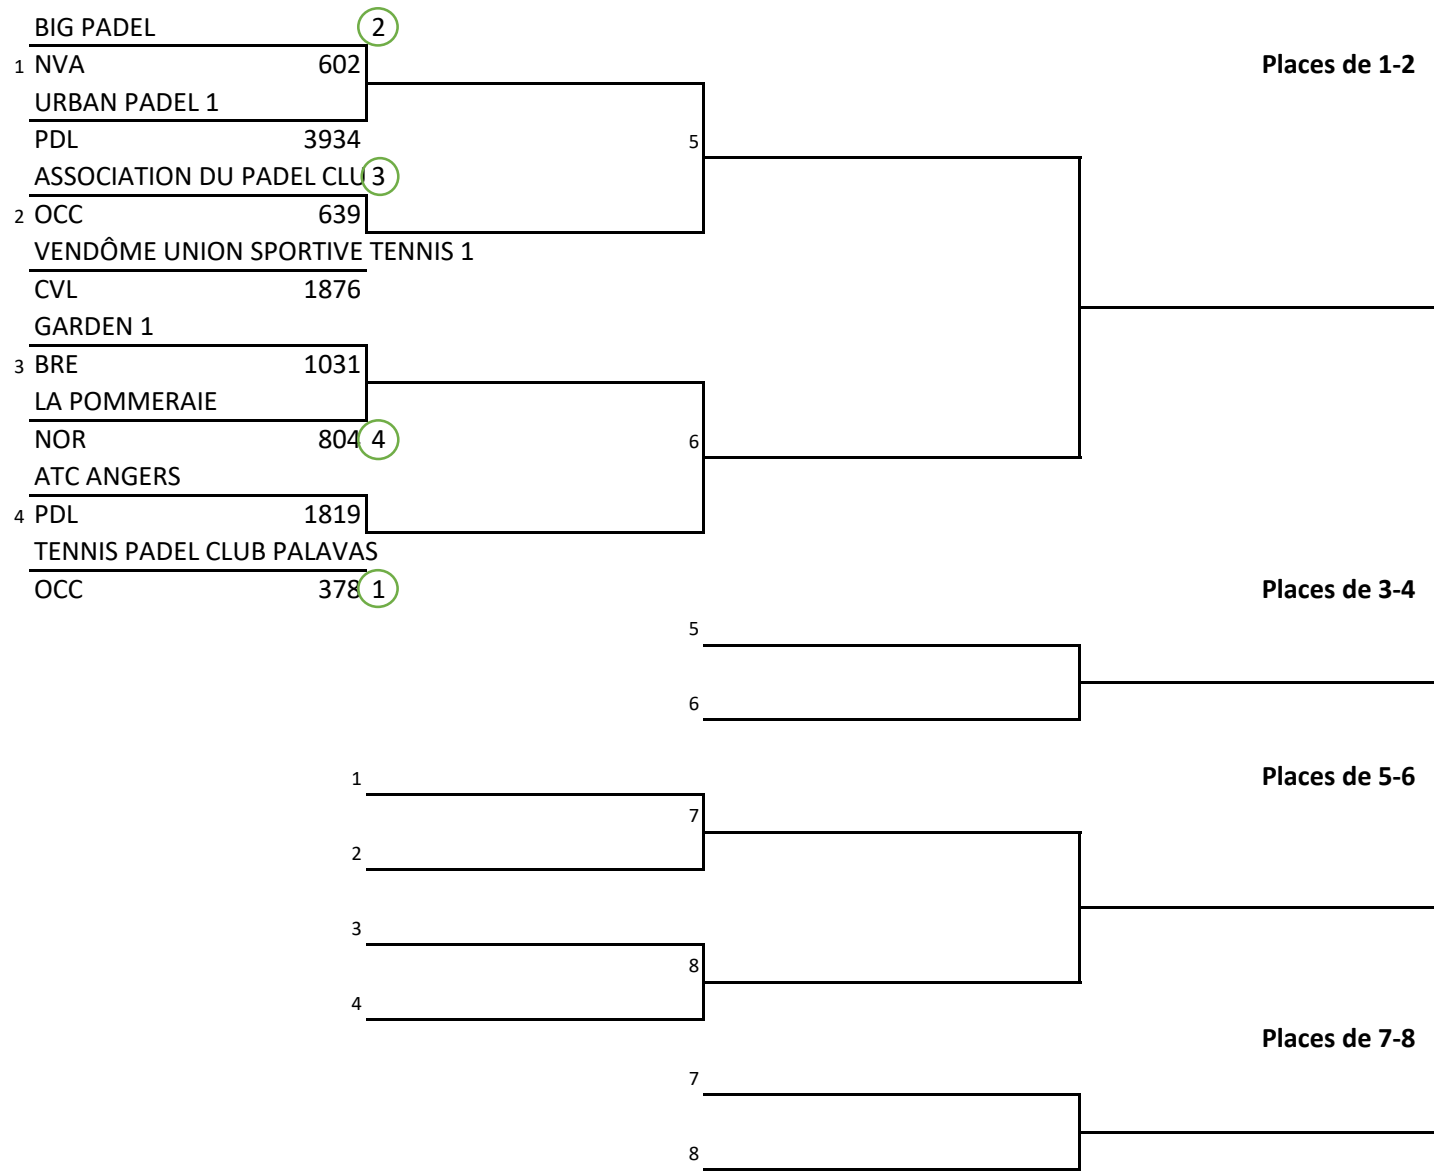 BIG PADEL 2
1 NVA 602 Places de 1-2
URBAN PADEL 1
PDL 3934 5
ASSOCIATION DU PADEL CLU 3
2 OCC 639
VENDÔME UNION SPORTIVE TENNIS 1
CVL 1876
GARDEN 1
3 BRE 1031
LA POMMERAIE
NOR 804 4 6
ATC ANGERS
4 PDL 1819
TENNIS PADEL CLUB PALAVAS
OCC 378 1 Places de 3-4
5
6
1 Places de 5-6
7
2
3
8
4
Places de 7-8
7
8